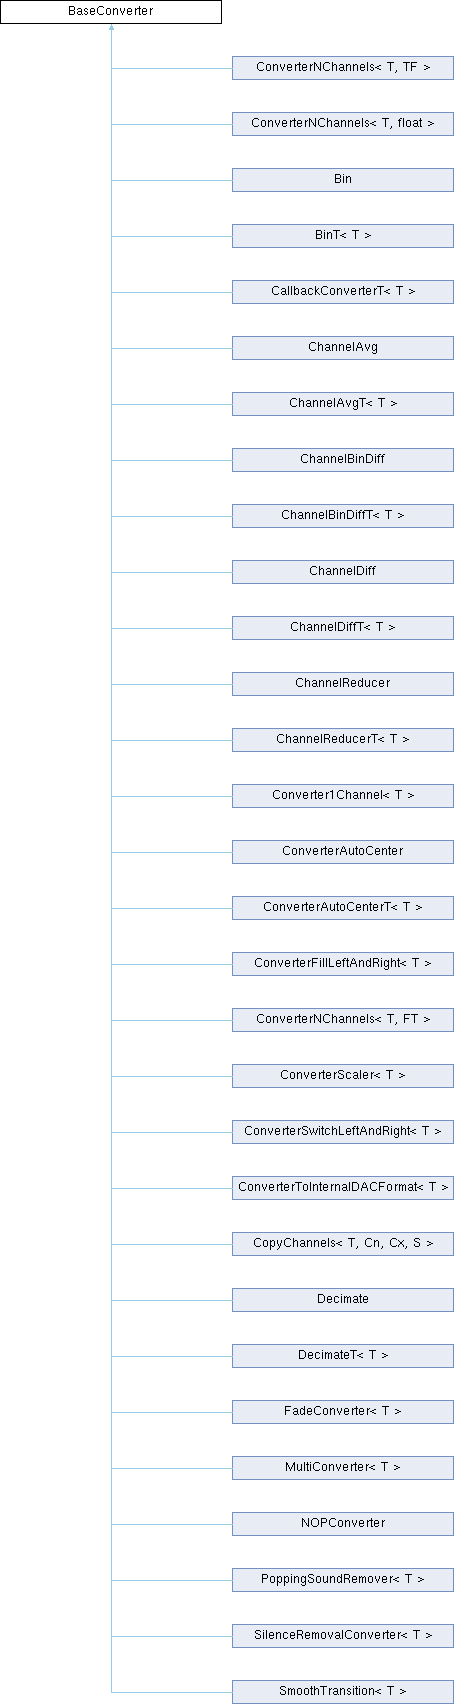 BaseConverter
ConverterNChannels< T, TF >
ConverterNChannels< T, float >
Bin
BinT< T >
CallbackConverterT< T >
ChannelAvg
ChannelAvgT< T >
ChannelBinDiff
ChannelBinDiffT< T >
ChannelDiff
ChannelDiffT< T >
ChannelReducer
ChannelReducerT< T >
Converter1Channel< T >
ConverterAutoCenter
ConverterAutoCenterT< T >
ConverterFillLeftAndRight< T >
ConverterNChannels< T, FT >
ConverterScaler< T >
ConverterSwitchLeftAndRight< T >
ConverterToInternalDACFormat< T >
CopyChannels< T, Cn, Cx, S >
Decimate
DecimateT< T >
FadeConverter< T >
MultiConverter< T >
NOPConverter
PoppingSoundRemover< T >
SilenceRemovalConverter< T >
SmoothTransition< T >